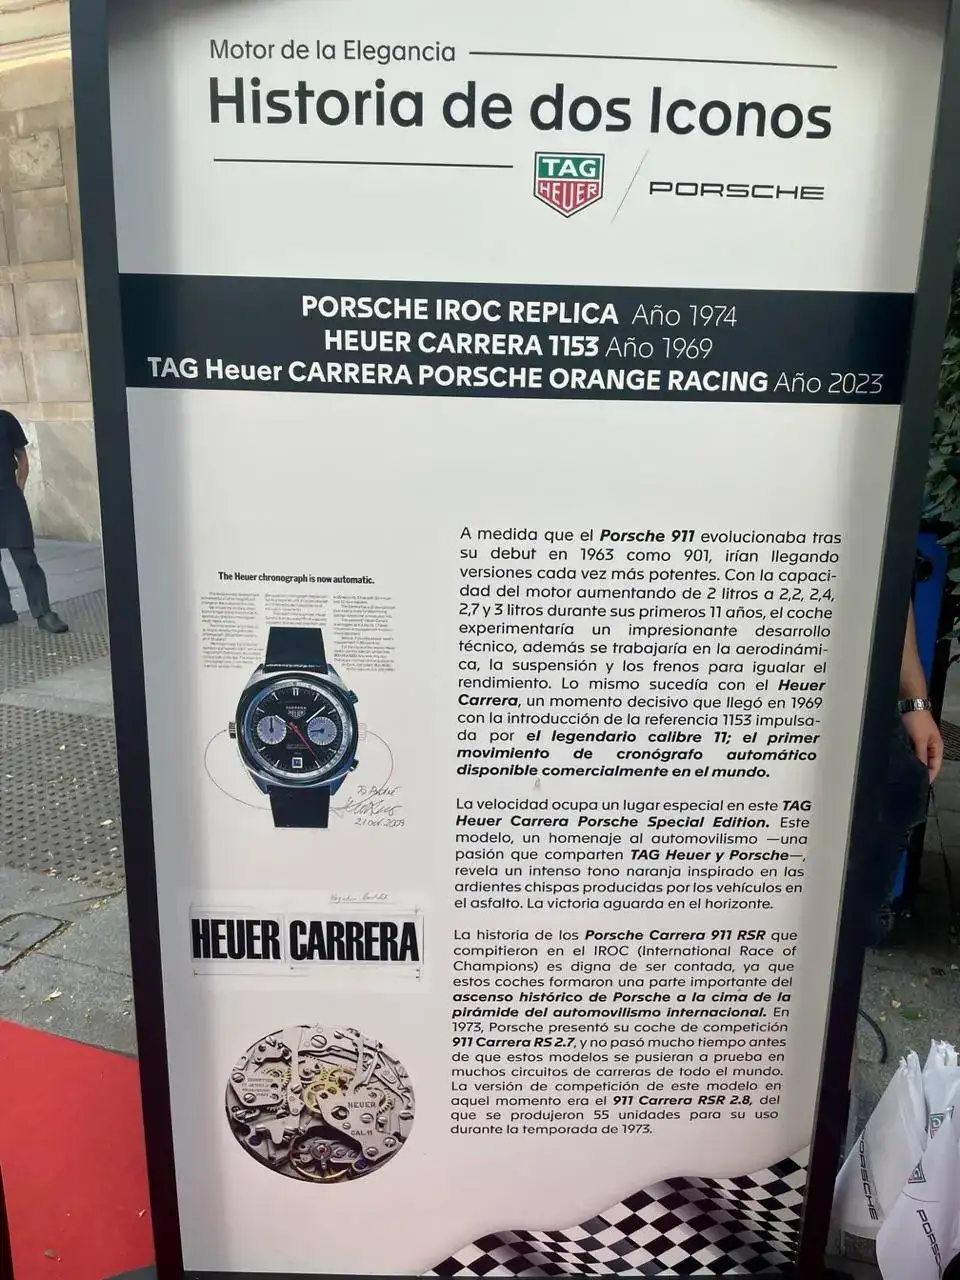 Motor de la Elegancia
Historia de dos Iconos
TAG
HEUER
PORSCHE
PORSCHE IROC REPLICA Año 1974
HEUER CARRERA 1153 Año 1969
TAG Heuer CARRERA PORSCHE ORANGE RACING Año 2023
The Heuer chronograph is now automatic.
A medida que el Porsche 911 evolucionaba tras
su debut en 1963 como 901, irían llegando
versiones cada vez más potentes. Con la capaci-
dad del motor aumentando de 2 litros a 2,2, 2,4,
2,7 y 3 litros durante sus primeros 11 años, el coche
experimentaría un impresionante desarrollo
técnico, además se trabajaría en la aerodinámi-
ca, la suspensión y los frenos para igualar el
rendimiento. Lo mismo sucedía con el Heuer
Carrera, un momento decisivo que llegó en 1969
con la introducción de la referencia 1153 impulsa-
da por el legendario calibre 11; el primer
movimiento de cronógrafo automático
disponible comercialmente en el mundo.
CARRERA
HEUER
21 oct. 2003
La velocidad ocupa un lugar especial en este TAG
Heuer Carrera Porsche Special Edition. Este
modelo, un homenaje al automovilismo —una
pasión que comparten TAG Heuer y Porsche—,
revela un intenso tono naranja inspirado en las
ardientes chispas producidas por los vehículos en
el asfalto. La victoria aguarda en el horizonte.
HEUER CARRERA
La historia de los Porsche Carrera 911 RSR que
compitieron en el IROC (International Race of
Champions) es digna de ser contada, ya que
estos coches formaron una parte importante del
ascenso histórico de Porsche a la cima de la
pirámide del automovilismo internacional. En
1973, Porsche presentó su coche de competición
911 Carrera RS 2.7, y no pasó mucho tiempo antes
de que estos modelos se pusieran a prueba en
muchos circuitos de carreras de todo el mundo.
La versión de competición de este modelo en
aquel momento era el 911 Carrera RSR 2.8, del
que se produjeron 55 unidades para su uso
durante la temporada de 1973.
HEUER
CAL. 11
PORSCHE
PORSC